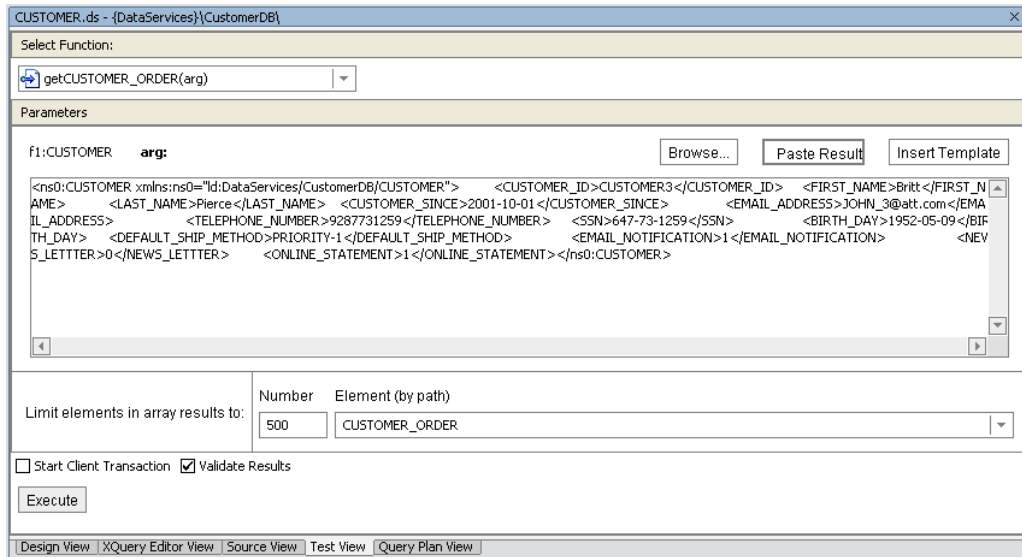 CUSTOMER.ds - {DataServices}\CustomerDB\
Select Function:
getCUSTOMER_ORDER(arg)
Parameters
f1:CUSTOMER arg: Browse... Paste Result Insert Template
<ns0:CUSTOMER xmlns:ns0="ld:DataServices/CustomerDB/CUSTOMER"> <CUSTOMER_ID>CUSTOMER3</CUSTOMER_ID> <FIRST_NAME>Britt</FIRST_N
AME> <LAST_NAME>Pierce</LAST_NAME> <CUSTOMER_SINCE>2001-10-01</CUSTOMER_SINCE> <EMAIL_ADDRESS>JOHN_3@att.com</EMA
IL_ADDRESS> <TELEPHONE_NUMBER>9287731259</TELEPHONE_NUMBER> <SSN>647-73-1259</SSN> <BIRTH_DAY>1952-05-09</BIR
TH_DAY> <DEFAULT_SHIP_METHOD>PRIORITY-1</DEFAULT_SHIP_METHOD> <EMAIL_NOTIFICATION>1</EMAIL_NOTIFICATION> <NEW
S_LETTTER>0</NEWS_LETTTER> <ONLINE_STATEMENT>1</ONLINE_STATEMENT></ns0:CUSTOMER>
Number Element (by path)
Limit elements in array results to: 500 CUSTOMER_ORDER
Start Client Transaction Validate Results
Execute
Design View XQuery Editor View Source View Test View Query Plan View